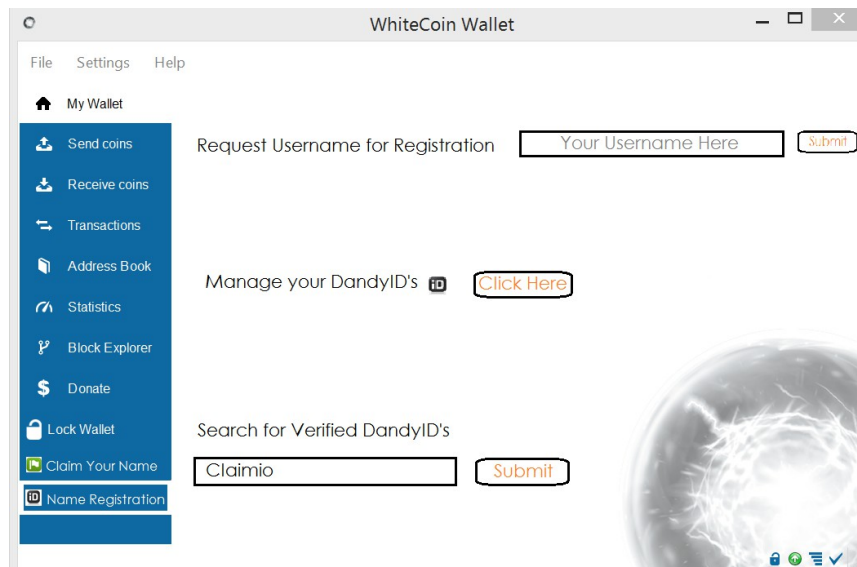 WhiteCoin Wallet
File Settings Help
My Wallet
Send coins
Receive coins
Transactions
Address Book
Statistics
Block Explorer
Donate
Lock Wallet
Claim Your Name
Name Registration
Request Username for Registration Your Username Here Submit
Manage your DandyID's iD Click Here
Search for Verified DandyID's
Claimio Submit